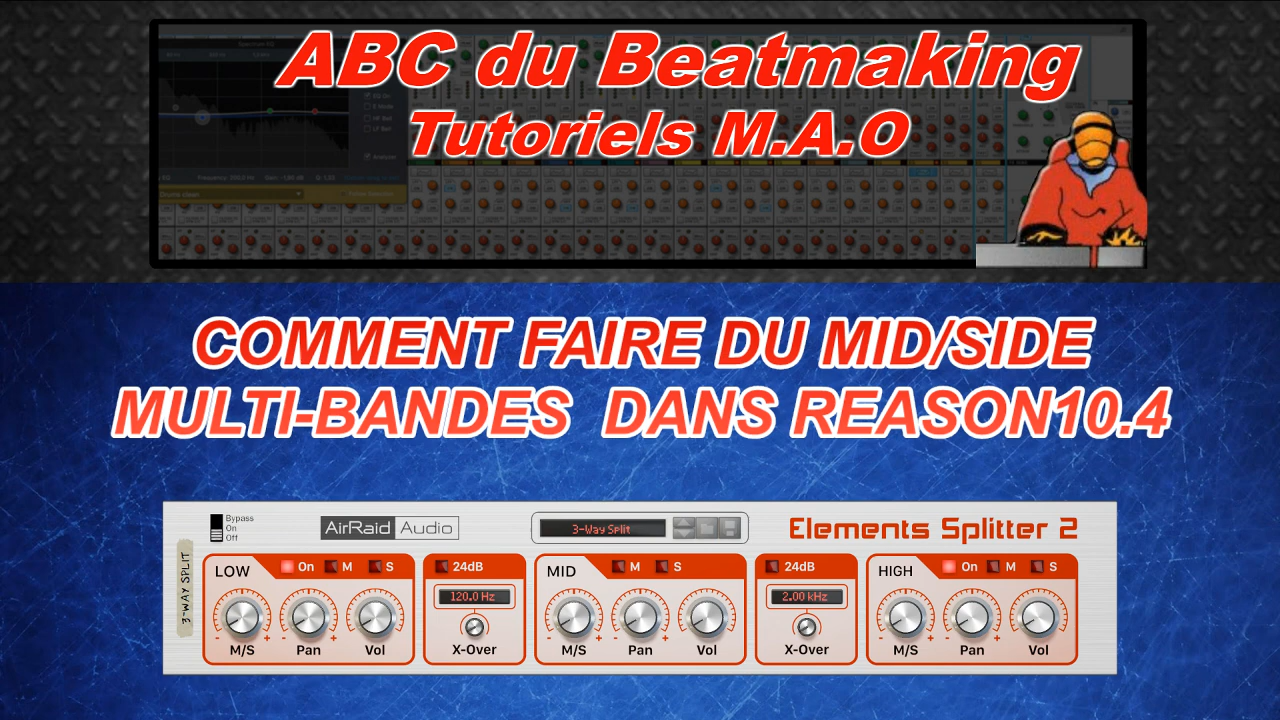 ABC du Beatmaking
Tutoriels M.A.O
COMMENT FAIRE DU MID/SIDE
MULTI-BANDES DANS REASON10.4
Bypass
On
Off
AirRaid Audio
3-Way Split
Elements Splitter 2
3-WAY SPLIT
LOW On M S
24dB
MID M S
24dB
HIGH On M S
120.0 Hz
2.00 kHz
M/S Pan Vol
X-Over
M/S Pan Vol
X-Over
M/S Pan Vol